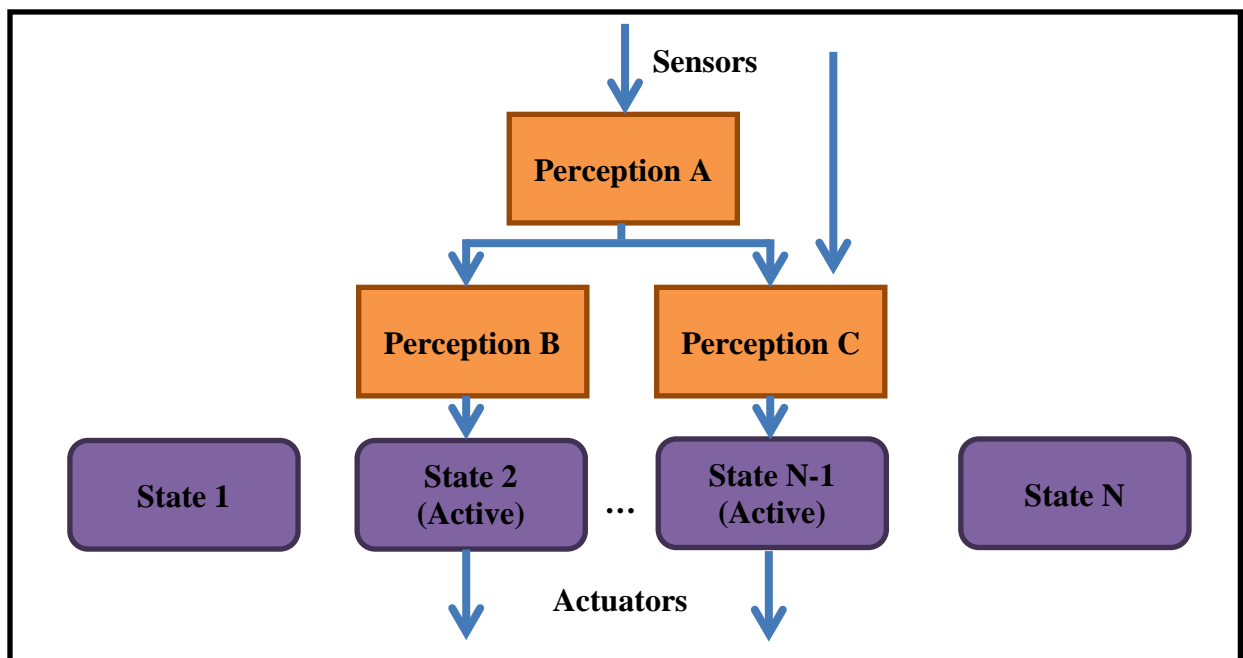 Sensors
Perception A
Perception B
Perception C
State 1
State 2
(Active)
...
State N-1
(Active)
State N
Actuators